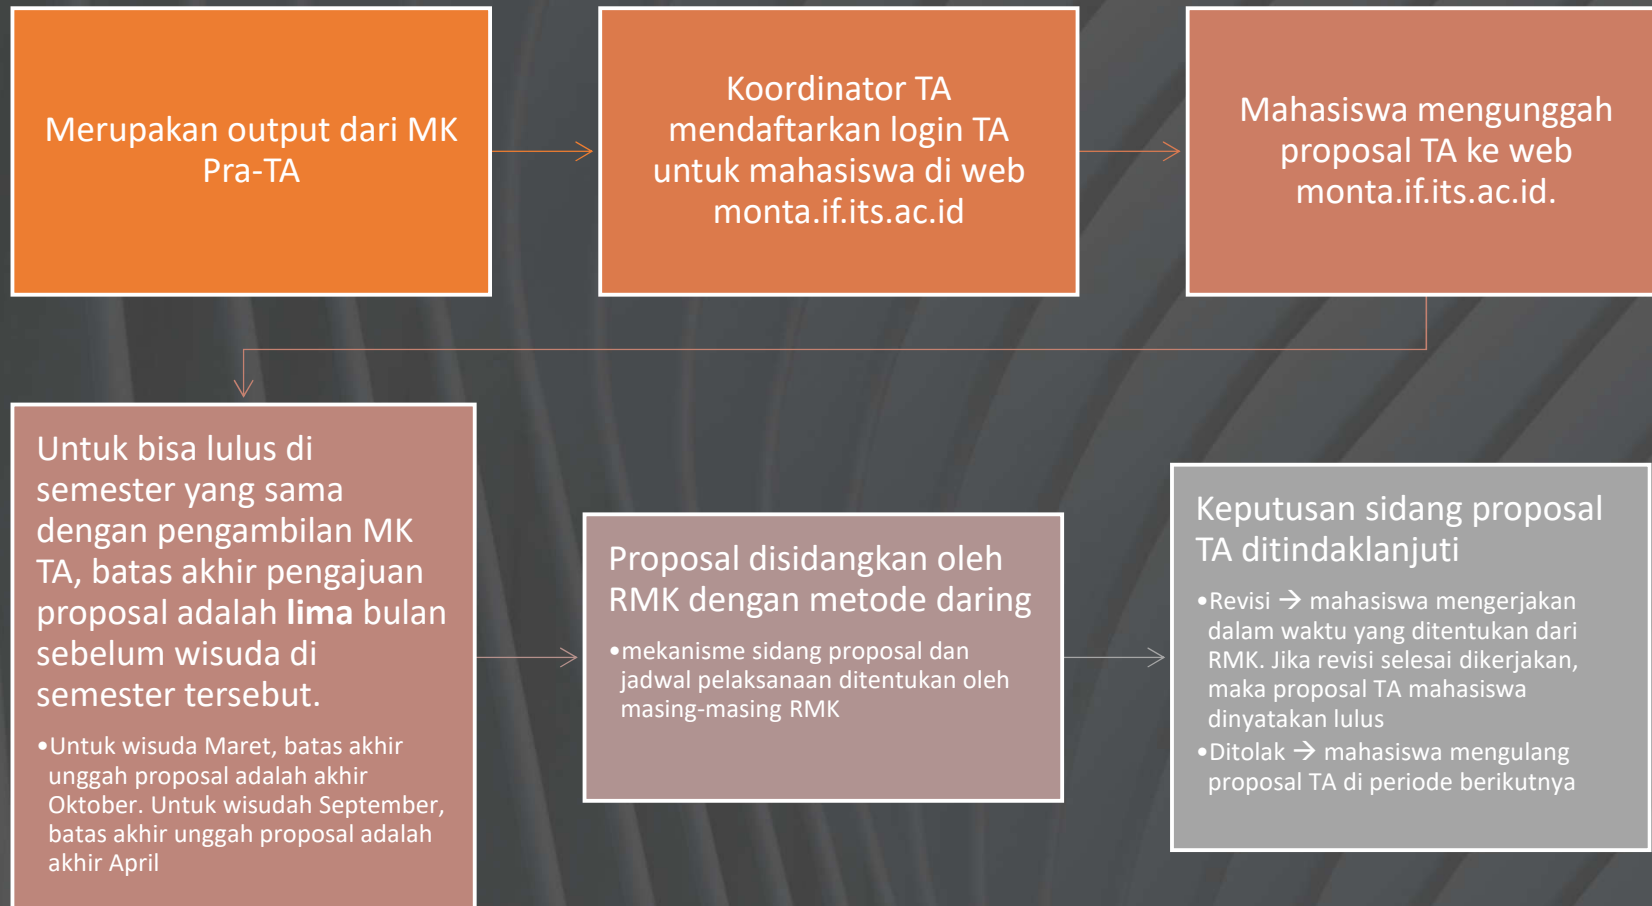 Merupakan output dari MK
Pra-TA
Koordinator TA
mendaftarkan login TA
untuk mahasiswa di web
monta.if.its.ac.id
Mahasiswa mengunggah
proposal TA ke web
monta.if.its.ac.id.
Untuk bisa lulus di
semester yang sama
dengan pengambilan MK
TA, batas akhir pengajuan
proposal adalah lima bulan
sebelum wisuda di
semester tersebut.
•Untuk wisuda Maret, batas akhir
unggah proposal adalah akhir
Oktober. Untuk wisudah September,
batas akhir unggah proposal adalah
akhir April
Proposal disidangkan oleh
RMK dengan metode daring
•mekanisme sidang proposal dan
jadwal pelaksanaan ditentukan oleh
masing-masing RMK
Keputusan sidang proposal
TA ditindaklanjuti
•Revisi → mahasiswa mengerjakan
dalam waktu yang ditentukan dari
RMK. Jika revisi selesai dikerjakan,
maka proposal TA mahasiswa
dinyatakan lulus
•Ditolak → mahasiswa mengulang
proposal TA di periode berikutnya